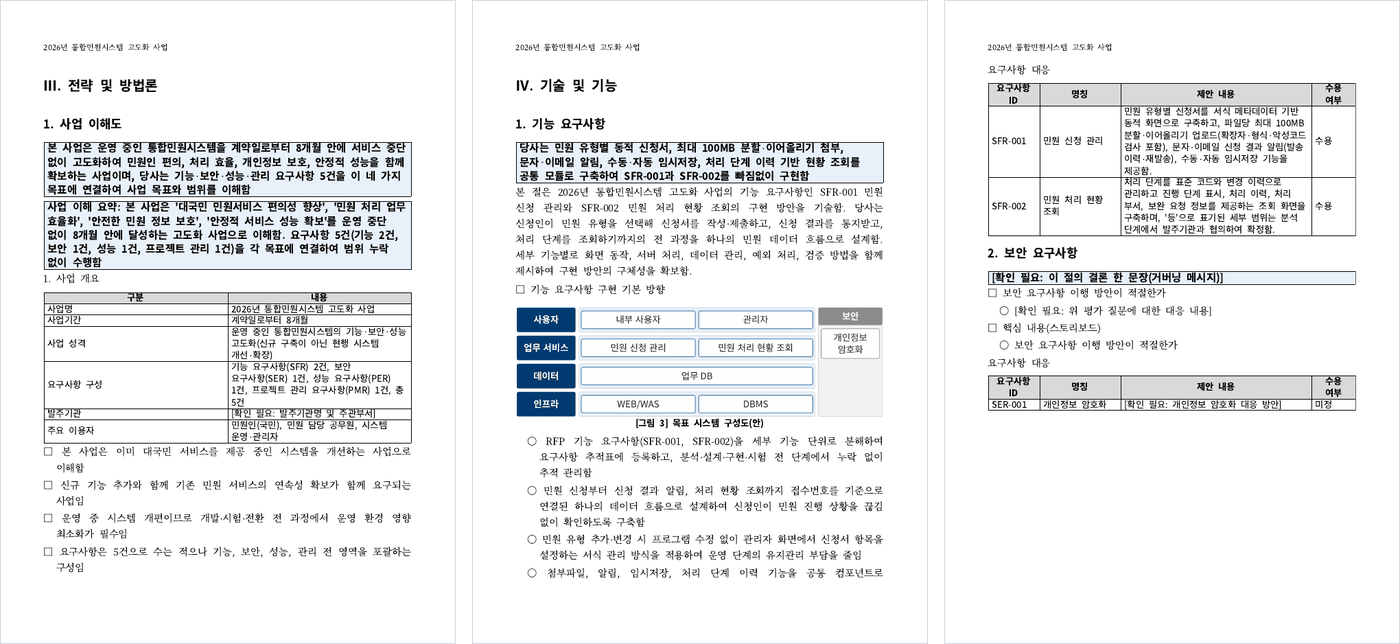 2026년 통합민원시스템 고도화 사업
III. 전략 및 방법론
1. 사업 이해도
본 사업은 운영 중인 통합민원시스템을 계약일로부터 8개월 안에 서비스 중단
없이 고도화하여 민원인 편의, 처리 효율, 개인정보 보호, 안정적 성능을 함께
확보하는 사업이며, 당사는 기능·보안·성능·관리 요구사항 5건을 이 네 가지
목표에 연결하여 사업 목표와 범위를 이해함
사업 이해 요약: 본 사업은 '대국민 민원서비스 편의성 향상', '민원 처리 업무
효율화', '안전한 민원 정보 보호', '안정적 서비스 성능 확보'를 운영 중단
없이 8개월 안에 달성하는 고도화 사업으로 이해함. 요구사항 5건(기능 2건,
보안 1건, 성능 1건, 프로젝트 관리 1건)을 각 목표에 연결하여 범위 누락
없이 수행함
1. 사업 개요
구분 내용
사업명 2026년 통합민원시스템 고도화 사업
사업기간 계약일로부터 8개월
사업 성격 운영 중인 통합민원시스템의 기능·보안·성능
고도화(신규 구축이 아닌 현행 시스템
개선·확장)
요구사항 구성 기능 요구사항(SFR) 2건, 보안
요구사항(SER) 1건, 성능 요구사항(PER)
1건, 프로젝트 관리 요구사항(PMR) 1건, 총
5건
발주기관 [확인 필요: 발주기관명 및 주관부서]
주요 이용자 민원인(국민), 민원 담당 공무원, 시스템
운영·관리자
□ 본 사업은 이미 대국민 서비스를 제공 중인 시스템을 개선하는 사업으로
이해함
□ 신규 기능 추가와 함께 기존 민원 서비스의 연속성 확보가 함께 요구되는
사업임
□ 운영 중 시스템 개편이므로 개발·시험·전환 전 과정에서 운영 환경 영향
최소화가 필수임
□ 요구사항은 5건으로 수는 적으나 기능, 보안, 성능, 관리 전 영역을 포괄하는
구성임
2026년 통합민원시스템 고도화 사업
IV. 기술 및 기능
1. 기능 요구사항
당사는 민원 유형별 동적 신청서, 최대 100MB 분할·이어올리기 첨부,
문자·이메일 알림, 수동·자동 임시저장, 처리 단계 이력 기반 현황 조회를
공통 모듈로 구축하여 SFR-001과 SFR-002를 빠짐없이 구현함
본 절은 2026년 통합민원시스템 고도화 사업의 기능 요구사항인 SFR-001 민원
신청 관리와 SFR-002 민원 처리 현황 조회의 구현 방안을 기술함. 당사는
신청인이 민원 유형을 선택해 신청서를 작성·제출하고, 신청 결과를 통지받고,
처리 단계를 조회하기까지의 전 과정을 하나의 민원 데이터 흐름으로 설계함.
세부 기능별로 화면 동작, 서버 처리, 데이터 관리, 예외 처리, 검증 방법을 함께
제시하여 구현 방안의 구체성을 확보함.
□ 기능 요구사항 구현 기본 방향
사용자 내부 사용자 관리자 보안
업무 서비스 민원 신청 관리 민원 처리 현황 조회 개인정보
암호화
데이터 업무 DB
인프라 WEB/WAS DBMS
[그림 3] 목표 시스템 구성도(안)
○ RFP 기능 요구사항(SFR-001, SFR-002)을 세부 기능 단위로 분해하여
요구사항 추적표에 등록하고, 분석·설계·구현·시험 전 단계에서 누락 없이
추적 관리함
○ 민원 신청부터 신청 결과 알림, 처리 현황 조회까지 접수번호를 기준으로
연결된 하나의 데이터 흐름으로 설계하여 신청인이 민원 진행 상황을 끊김
없이 확인하도록 구축함
○ 민원 유형 추가·변경 시 프로그램 수정 없이 관리자 화면에서 신청서 항목을
설정하는 서식 관리 방식을 적용하여 운영 단계의 유지관리 부담을 줄임
○ 첨부파일, 알림, 임시저장, 처리 단계 이력 기능을 공통 컴포넌트로
2026년 통합민원시스템 고도화 사업
요구사항 대응
요구사항
ID 명칭 제안 내용 수용
여부
SFR-001 민원 신청 관리 민원 유형별 신청서를 서식 메타데이터 기반
동적 화면으로 구축하고, 파일당 최대 100MB
분할·이어올리기 업로드(확장자·형식·악성코드
검사 포함), 문자·이메일 신청 결과 알림(발송
이력·재발송), 수동·자동 임시저장 기능을
제공함. 수용
SFR-002 민원 처리 현황
조회 처리 단계를 표준 코드와 변경 이력으로
관리하고 진행 단계 표시, 처리 이력, 처리
부서, 보완 요청 정보를 제공하는 조회 화면을
구축하며, '등'으로 표기된 세부 범위는 분석
단계에서 발주기관과 협의하여 확정함. 수용
2. 보안 요구사항
[확인 필요: 이 절의 결론 한 문장(거버닝 메시지)]
□ 보안 요구사항 이행 방안이 적절한가
○ [확인 필요: 위 평가 질문에 대한 대응 내용]
□ 핵심 내용(스토리보드)
○ 보안 요구사항 이행 방안이 적절한가
요구사항 대응
요구사항
ID 명칭 제안 내용 수용
여부
SER-001 개인정보 암호화 [확인 필요: 개인정보 암호화 대응 방안] 미정